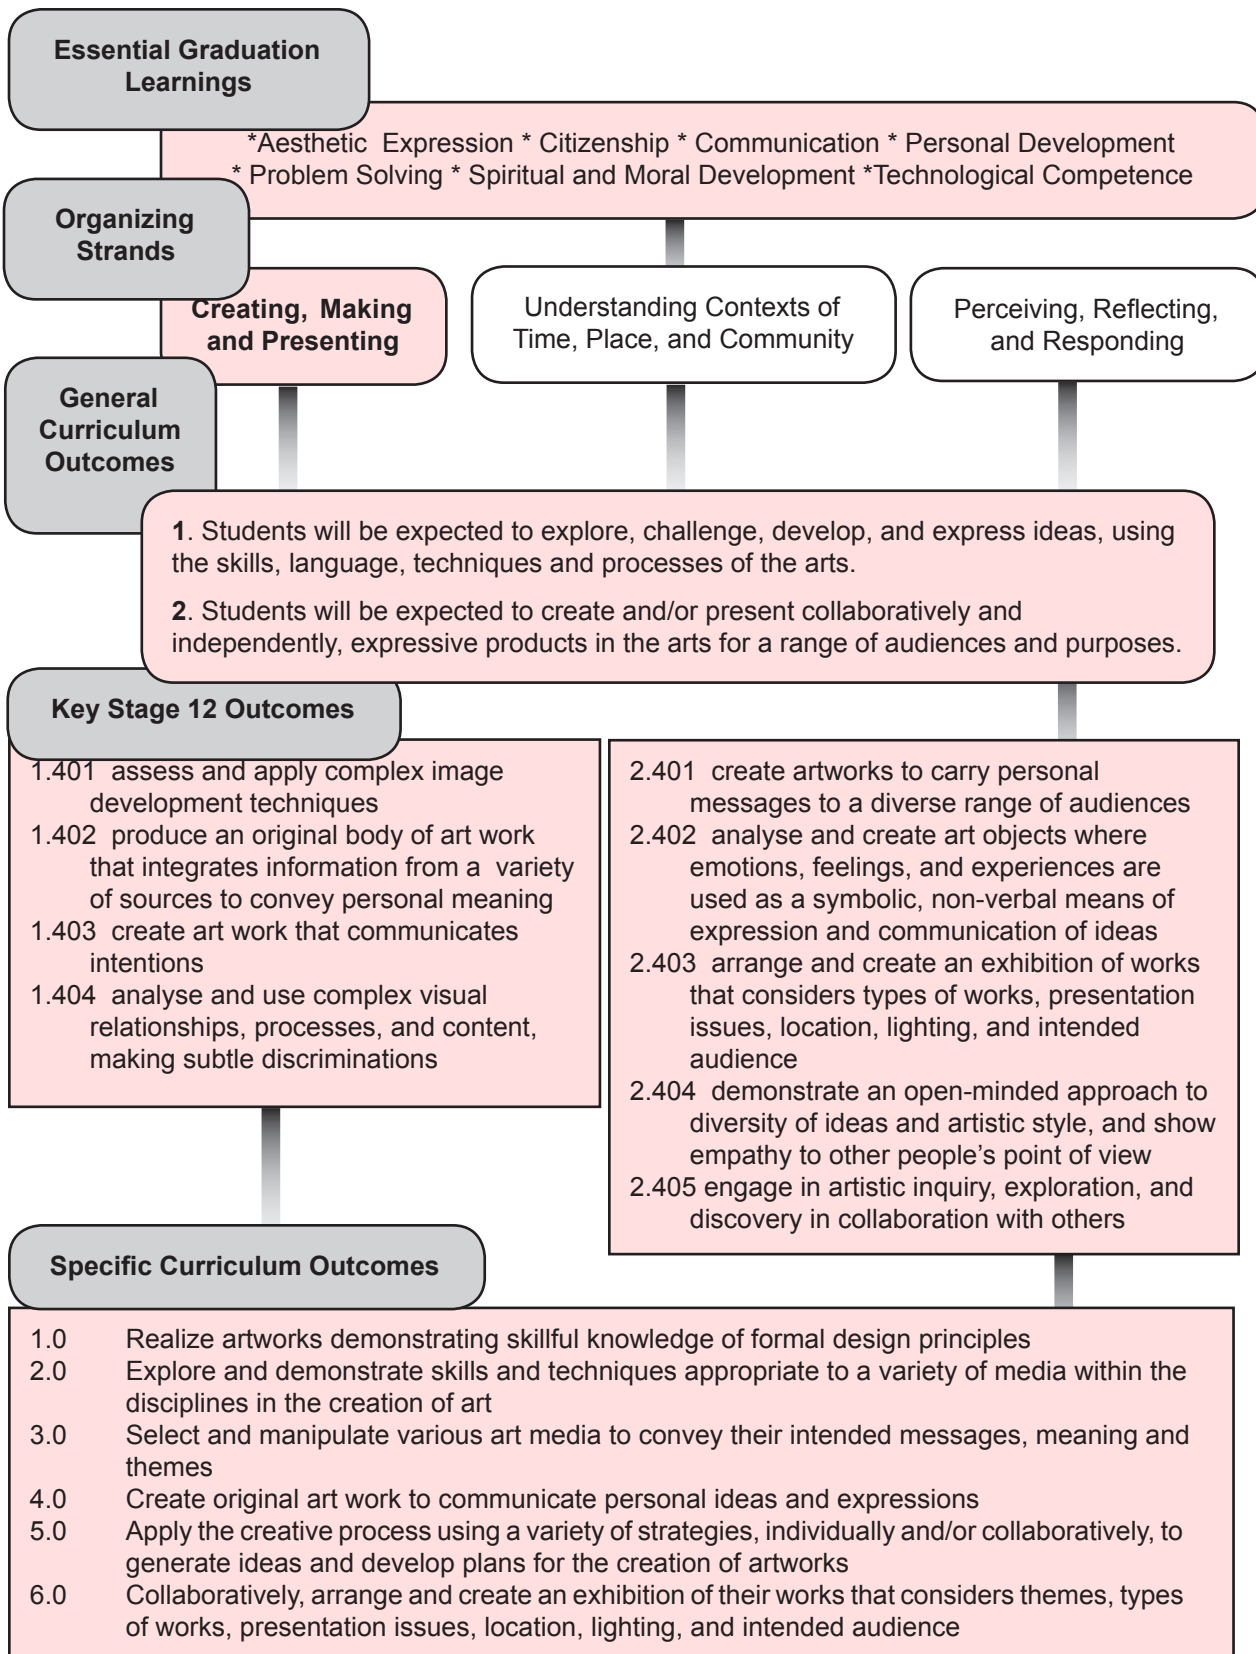 Essential Graduation
Learnings
*Aesthetic Expression * Citizenship * Communication * Personal Development
* Problem Solving * Spiritual and Moral Development *Technological Competence
Organizing
Strands
Creating, Making
and Presenting
Understanding Contexts of
Time, Place, and Community
Perceiving, Reflecting,
and Responding
General
Curriculum
Outcomes
1. Students will be expected to explore, challenge, develop, and express ideas, using
the skills, language, techniques and processes of the arts.
2. Students will be expected to create and/or present collaboratively and
independently, expressive products in the arts for a range of audiences and purposes.
Key Stage 12 Outcomes
1.401 assess and apply complex image
development techniques
1.402 produce an original body of art work
that integrates information from a variety
of sources to convey personal meaning
1.403 create art work that communicates
intentions
1.404 analyse and use complex visual
relationships, processes, and content,
making subtle discriminations
2.401 create artworks to carry personal
messages to a diverse range of audiences
2.402 analyse and create art objects where
emotions, feelings, and experiences are
used as a symbolic, non-verbal means of
expression and communication of ideas
2.403 arrange and create an exhibition of works
that considers types of works, presentation
issues, location, lighting, and intended
audience
2.404 demonstrate an open-minded approach to
diversity of ideas and artistic style, and show
empathy to other people's point of view
2.405 engage in artistic inquiry, exploration, and
discovery in collaboration with others
Specific Curriculum Outcomes
1.0 Realize artworks demonstrating skillful knowledge of formal design principles
2.0 Explore and demonstrate skills and techniques appropriate to a variety of media within the
disciplines in the creation of art
3.0 Select and manipulate various art media to convey their intended messages, meaning and
themes
4.0 Create original art work to communicate personal ideas and expressions
5.0 Apply the creative process using a variety of strategies, individually and/or collaboratively, to
generate ideas and develop plans for the creation of artworks
6.0 Collaboratively, arrange and create an exhibition of their works that considers themes, types
of works, presentation issues, location, lighting, and intended audience